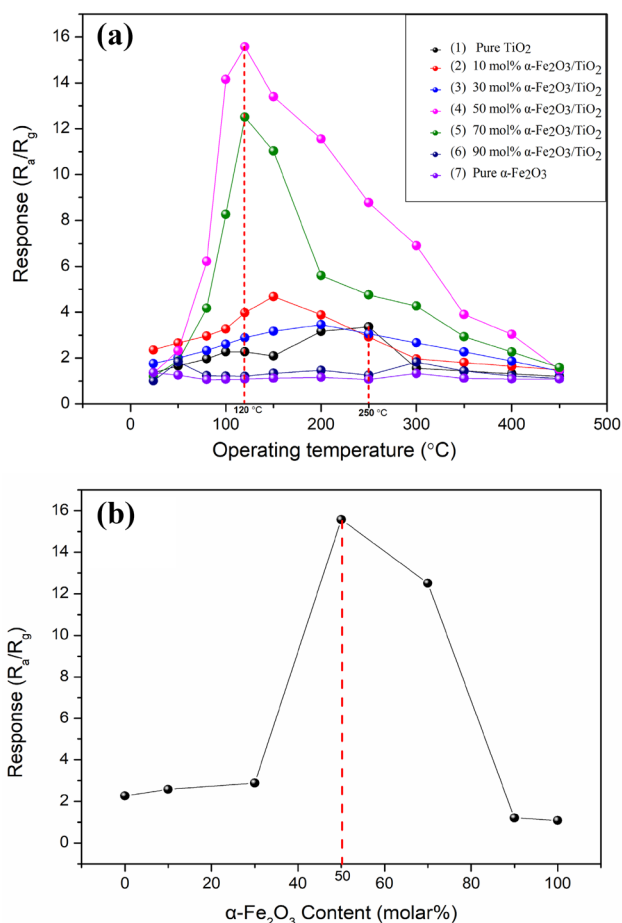 (a)
16
14
12
10
8
6
4
2
0
Response (Rₐ/R_g)
(1) Pure TiO₂
(2) 10 mol% α-Fe₂O₃/TiO₂
(3) 30 mol% α-Fe₂O₃/TiO₂
(4) 50 mol% α-Fe₂O₃/TiO₂
(5) 70 mol% α-Fe₂O₃/TiO₂
(6) 90 mol% α-Fe₂O₃/TiO₂
(7) Pure α-Fe₂O₃
0 100 120 °C 200 250 °C 300 400 500
Operating temperature (°C)
(b)
16
14
12
10
8
6
4
2
0
Response (Rₐ/R_g)
0 20 40 50 60 80 100
α-Fe₂O₃ Content (molar%)